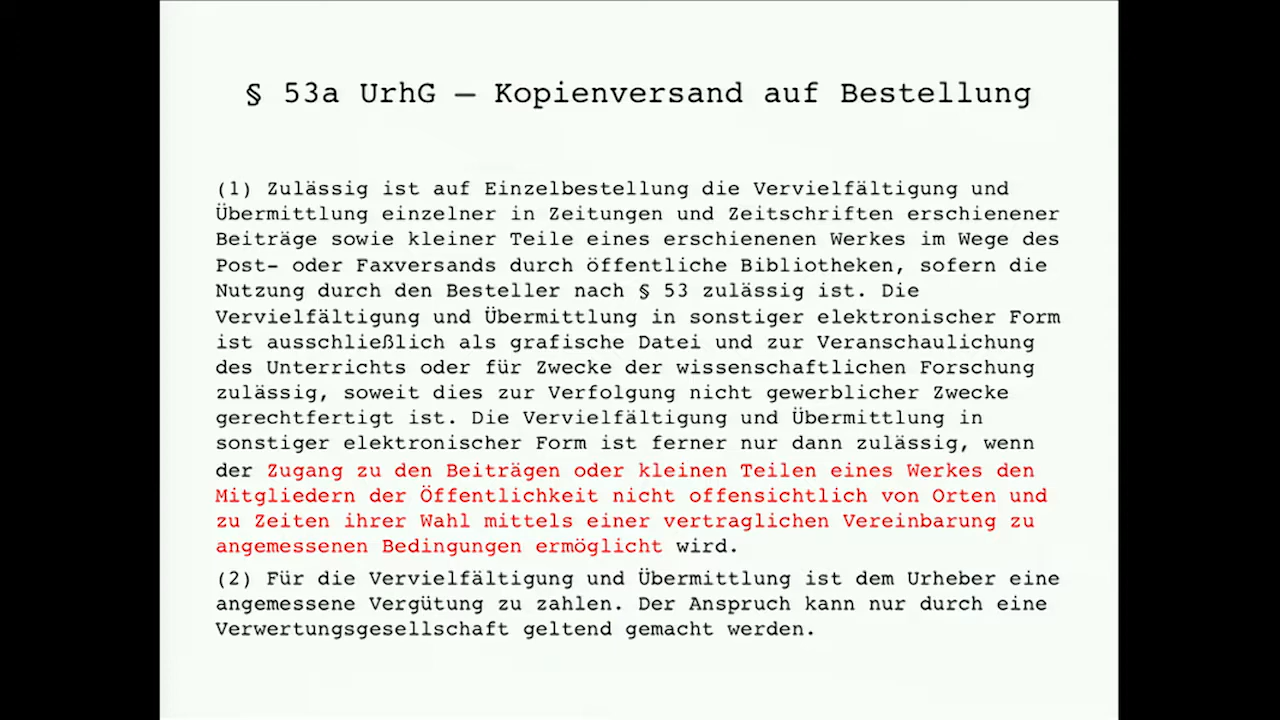 § 53a UrhG – Kopienversand auf Bestellung
(1) Zulässig ist auf Einzelbestellung die Vervielfältigung und
Übermittlung einzelner in Zeitungen und Zeitschriften erschienener
Beiträge sowie kleiner Teile eines erschienenen Werkes im Wege des
Post- oder Faxversands durch öffentliche Bibliotheken, sofern die
Nutzung durch den Besteller nach § 53 zulässig ist. Die
Vervielfältigung und Übermittlung in sonstiger elektronischer Form
ist ausschließlich als grafische Datei und zur Veranschaulichung
des Unterrichts oder für Zwecke der wissenschaftlichen Forschung
zulässig, soweit dies zur Verfolgung nicht gewerblicher Zwecke
gerechtfertigt ist. Die Vervielfältigung und Übermittlung in
sonstiger elektronischer Form ist ferner nur dann zulässig, wenn
der Zugang zu den Beiträgen oder kleinen Teilen eines Werkes den
Mitgliedern der Öffentlichkeit nicht offensichtlich von Orten und
zu Zeiten ihrer Wahl mittels einer vertraglichen Vereinbarung zu
angemessenen Bedingungen ermöglicht wird.
(2) Für die Vervielfältigung und Übermittlung ist dem Urheber eine
angemessene Vergütung zu zahlen. Der Anspruch kann nur durch eine
Verwertungsgesellschaft geltend gemacht werden.